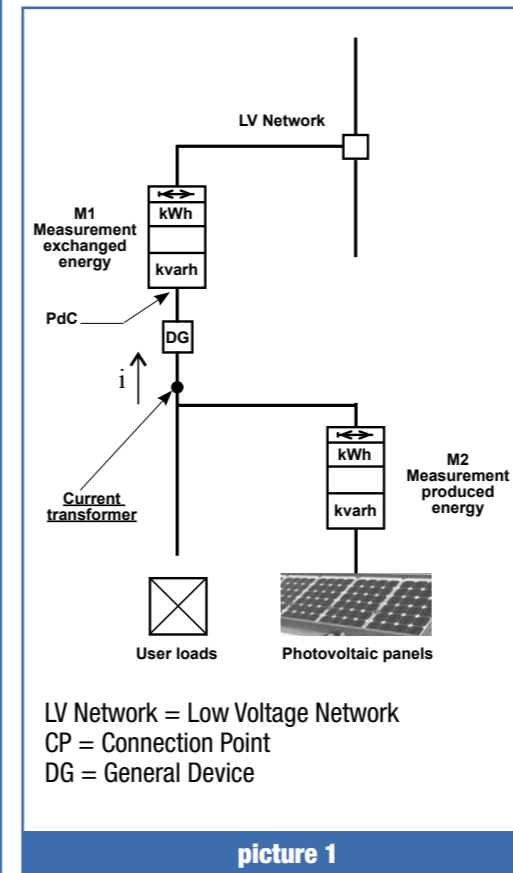 LV Network
M1
Measurement
exchanged
energy
kWh
kvarh
PdC
DG
i
Current
transformer
kWh
kvarh
M2
Measurement
produced
energy
User loads
Photovoltaic panels
LV Network = Low Voltage Network
CP = Connection Point
DG = General Device
picture 1